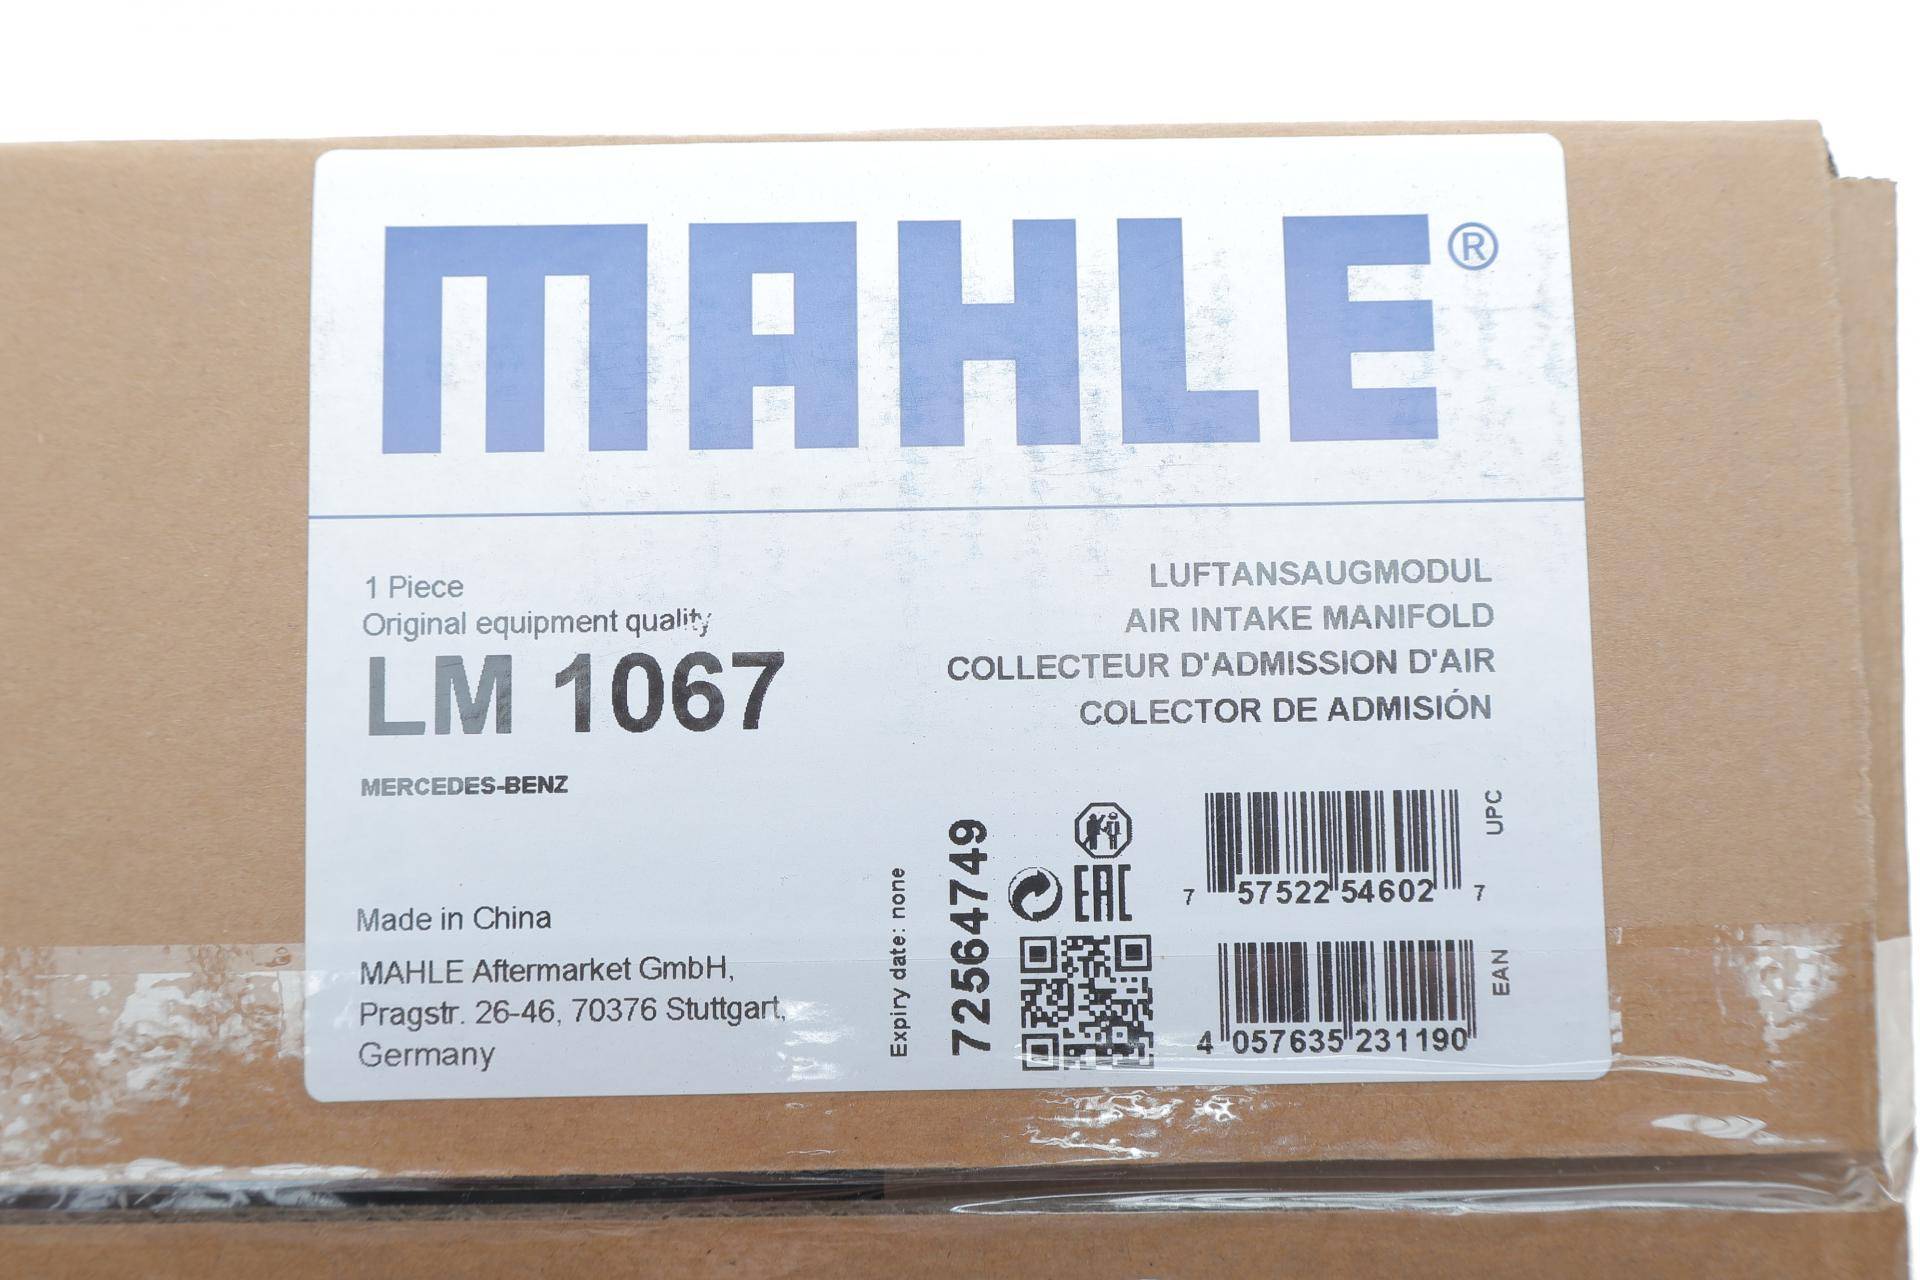 MAHLE®
1 Piece
Original equipment quality
LM 1067
MERCEDES-BENZ
LUFTANSAUGMODUL
AIR INTAKE MANIFOLD
COLLECTEUR D'ADMISSION D'AIR
COLECTOR DE ADMISIÓN
Made in China
MAHLE Aftermarket GmbH,
Pragstr. 26-46, 70376 Stuttgart,
Germany
Expiry date: none
72564749
EAC
7 57522 54602 7
UPC
4 057635 231190
EAN